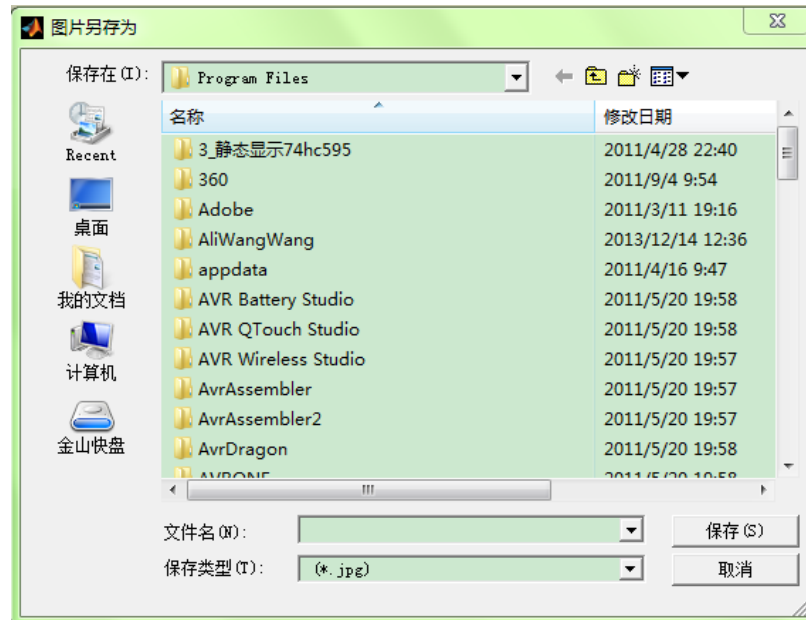 图片另存为
保存在(I):
Program Files
名称
修改日期
Recent
桌面
我的文档
计算机
金山快盘
3_静态显示74hc595 2011/4/28 22:40
360 2011/9/4 9:54
Adobe 2011/3/11 19:16
AliWangWang 2013/12/14 12:36
appdata 2011/4/16 9:47
AVR Battery Studio 2011/5/20 19:58
AVR QTouch Studio 2011/5/20 19:58
AVR Wireless Studio 2011/5/20 19:57
AvrAssembler 2011/5/20 19:57
AvrAssembler2 2011/5/20 19:57
AvrDragon 2011/5/20 19:58
AVRONE 2011/5/20 19:58
文件名(N):
保存(S)
保存类型(T):
(*.jpg)
取消